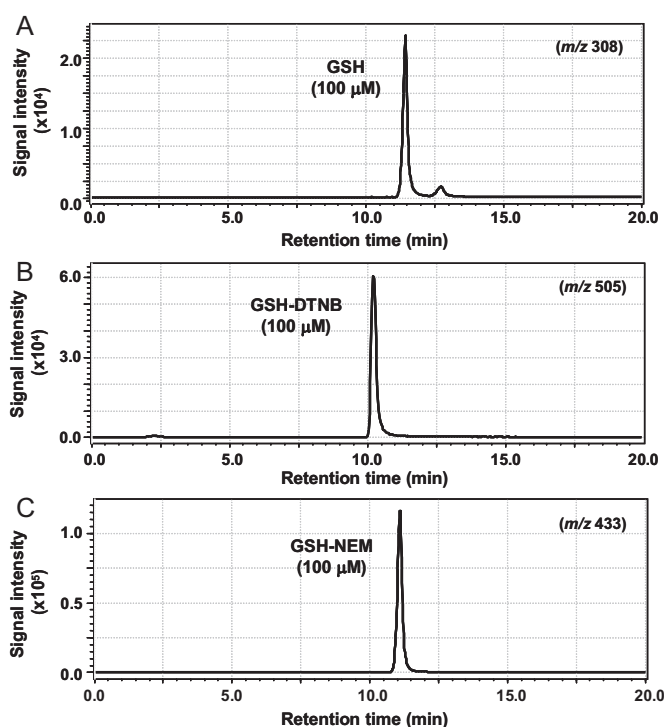 A
Signal intensity
(x10⁴)
2.0
1.0
0.0
GSH
(100 µM)
(m/z 308)
0.0 5.0 10.0 15.0 20.0
Retention time (min)
B
Signal intensity
(x10⁴)
6.0
3.0
0.0
GSH-DTNB
(100 µM)
(m/z 505)
0.0 5.0 10.0 15.0 20.0
Retention time (min)
C
Signal intensity
(x10⁵)
1.0
0.5
0.0
GSH-NEM
(100 µM)
(m/z 433)
0.0 5.0 10.0 15.0 20.0
Retention time (min)